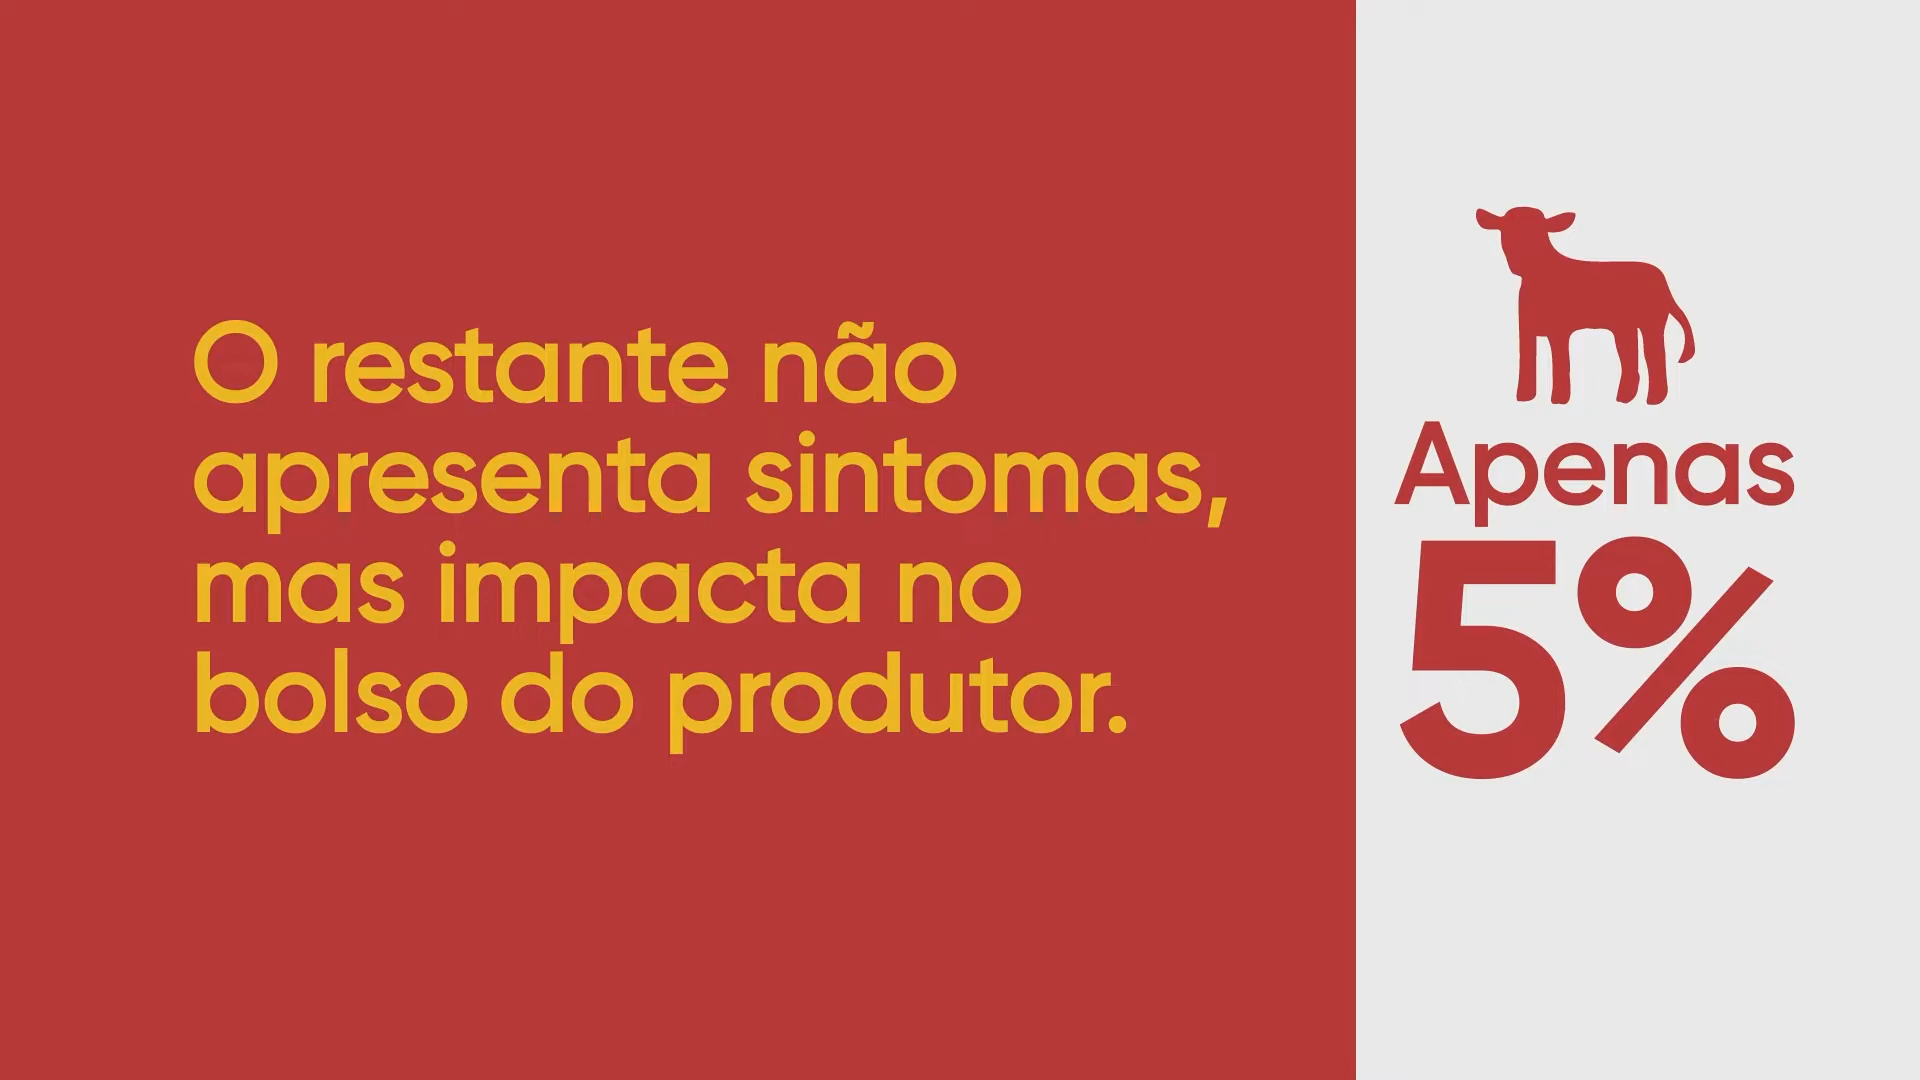 O restante não
apresenta sintomas,
mas impacta no
bolso do produtor.
Apenas
5%